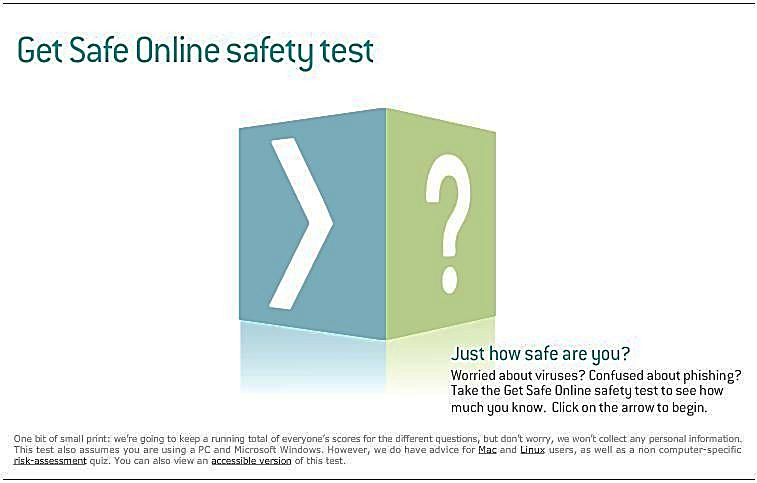 Get Safe Online safety test
?
Just how safe are you?
Worried about viruses? Confused about phishing?
Take the Get Safe Online safety test to see how
much you know. Click on the arrow to begin.
One bit of small print: we're going to keep a running total of everyone's scores for the different questions, but don't worry, we won't collect any personal information.
This test also assumes you are using a PC and Microsoft Windows. However, we do have advice for Mac and Linux users, as well as a non computer-specific
risk-assessment quiz. You can also view an accessible version of this test.